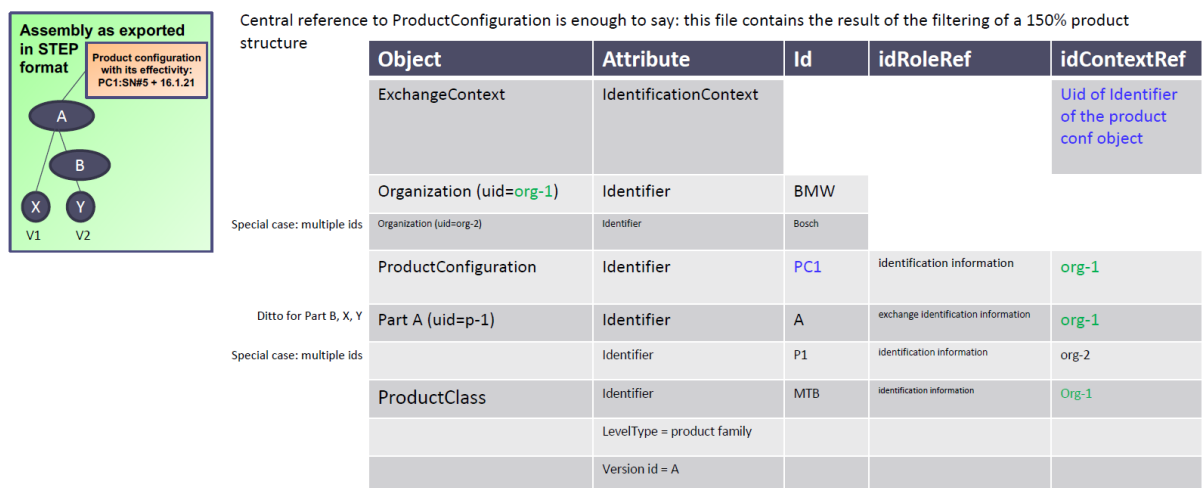 Central reference to ProductConfiguration is enough to say: this file contains the result of the filtering of a 150% product
structure
Assembly as exported
in STEP
format
Product configuration
with its effectivity:
PC1:SN#5 + 16.1.21
A
B
X
Y
V1
V2
Object
Attribute
Id
idRoleRef
idContextRef
ExchangeContext
IdentificationContext
Uid of Identifier
of the product
conf object
Organization (uid=org-1)
Identifier
BMW
Special case: multiple ids
Organization (uid=org-2)
Identifier
Bosch
ProductConfiguration
Identifier
PC1
identification information
org-1
Ditto for Part B, X, Y
Part A (uid=p-1)
Identifier
A
exchange identification information
org-1
Special case: multiple ids
Identifier
P1
identification information
org-2
ProductClass
Identifier
MTB
identification information
Org-1
LevelType = product family
Version id = A